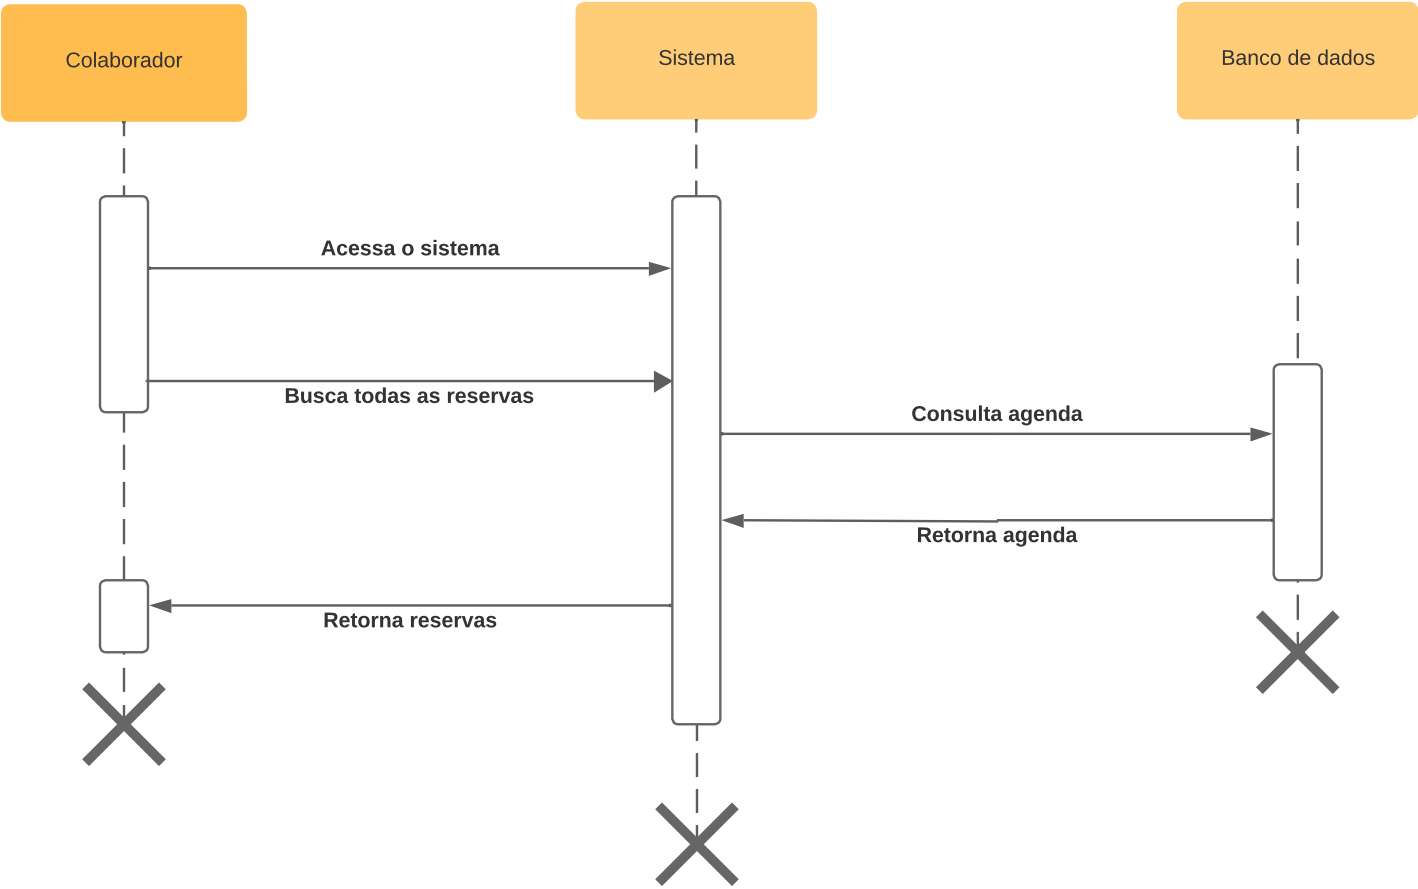 Colaborador
Sistema
Banco de dados
Acessa o sistema
Busca todas as reservas
Consulta agenda
Retorna agenda
Retorna reservas